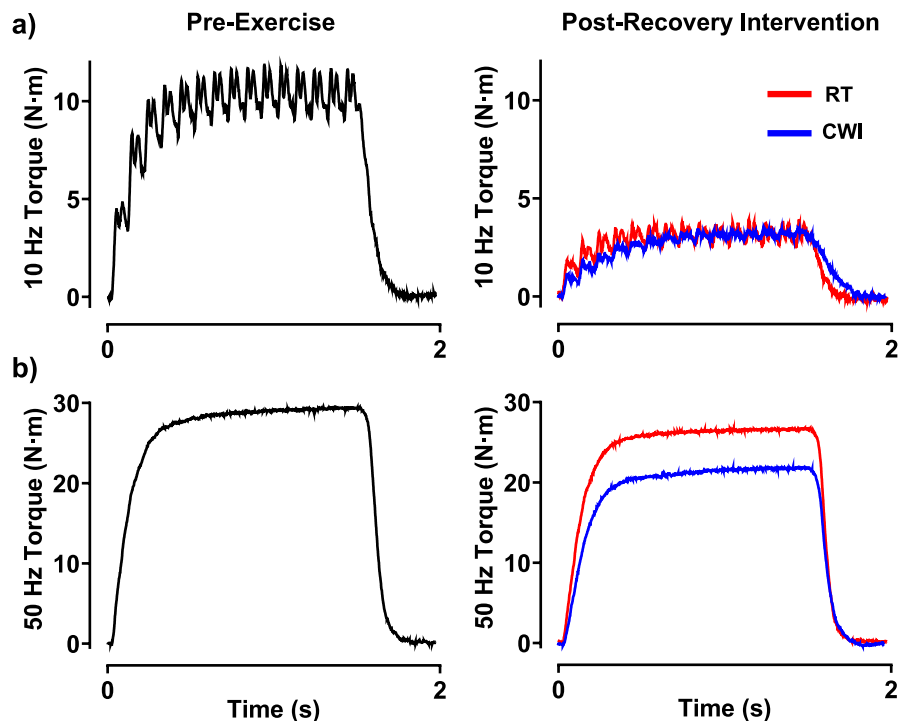 a)
Pre-Exercise
Post-Recovery Intervention
10 Hz Torque (N·m)
10
5
0
0
2
10 Hz Torque (N·m)
10
5
0
0
2
RT
CWI
b)
50 Hz Torque (N·m)
30
20
10
0
0
2
Time (s)
50 Hz Torque (N·m)
30
20
10
0
0
2
Time (s)